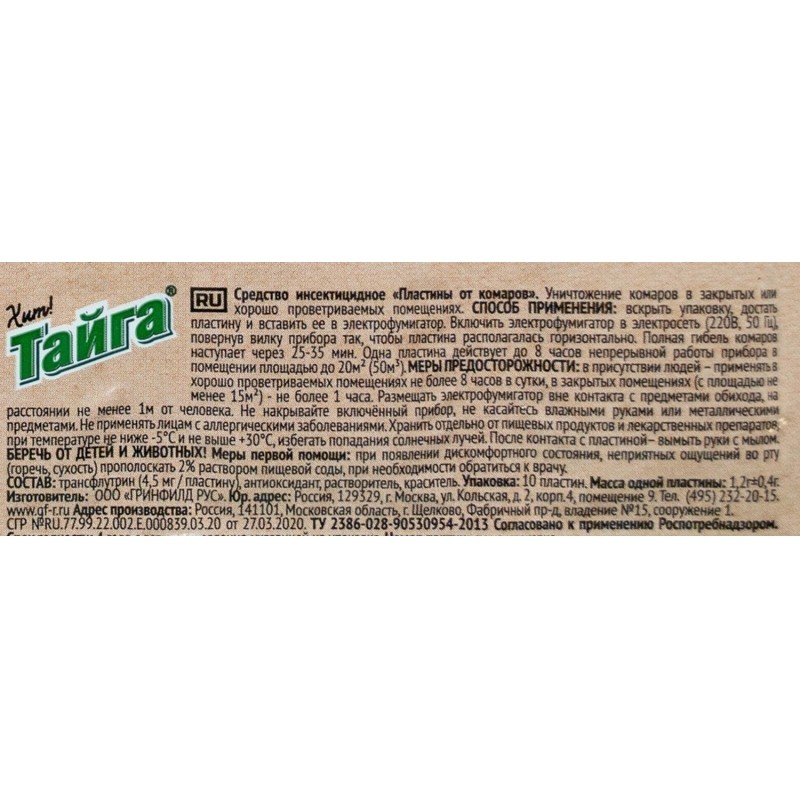 Хит!
Тайга®
RU Средство инсектицидное «Пластины от комаров». Уничтожение комаров в закрытых или
хорошо проветриваемых помещениях. СПОСОБ ПРИМЕНЕНИЯ: вскрыть упаковку, достать
пластину и вставить ее в электрофумигатор. Включить электрофумигатор в электросеть (220В, 50 Гц),
повернув вилку прибора так, чтобы пластина располагалась горизонтально. Полная гибель комаров
наступает через 25-35 мин. Одна пластина действует до 8 часов непрерывной работы прибора в
помещении площадью до 20м² (50м³). МЕРЫ ПРЕДОСТОРОЖНОСТИ: в присутствии людей – применять в
хорошо проветриваемых помещениях не более 8 часов в сутки, в закрытых помещениях (с площадью не
менее 15м²) - не более 1 часа. Размещать электрофумигатор вне контакта с предметами обихода, на
расстоянии не менее 1м от человека. Не накрывайте включённый прибор, не касайтесь влажными руками или металлическими
предметами. Не применять лицам с аллергическими заболеваниями. Хранить отдельно от пищевых продуктов и лекарственных препаратов
при температуре не ниже -5°С и не выше +30°С, избегать попадания солнечных лучей. После контакта с пластиной– вымыть руки с мылом.
БЕРЕЧЬ ОТ ДЕТЕЙ И ЖИВОТНЫХ! Меры первой помощи: при появлении дискомфортного состояния, неприятных ощущений во рту
(горечь, сухость) прополоскать 2% раствором пищевой соды, при необходимости обратиться к врачу.
СОСТАВ: трансфлутрин (4,5 мг / пластину), антиоксидант, растворитель, краситель. Упаковка: 10 пластин. Масса одной пластины: 1,2г±0,4г.
Изготовитель: ООО «ГРИНФИЛД РУС». Юр. адрес: Россия, 129329, г. Москва, ул. Кольская, д. 2, корп.4, помещение 9. Тел. (495) 232-20-15.
www.gf-r.ru Адрес производства: Россия, 141101, Московская область, г. Щелково, Фабричный пр-д, владение №15, сооружение 1.
СГР №RU.77.99.22.002.Е.000839.03.20 от 27.03.2020. ТУ 2386-028-90530954-2013 Согласовано к применению Роспотребнадзором.